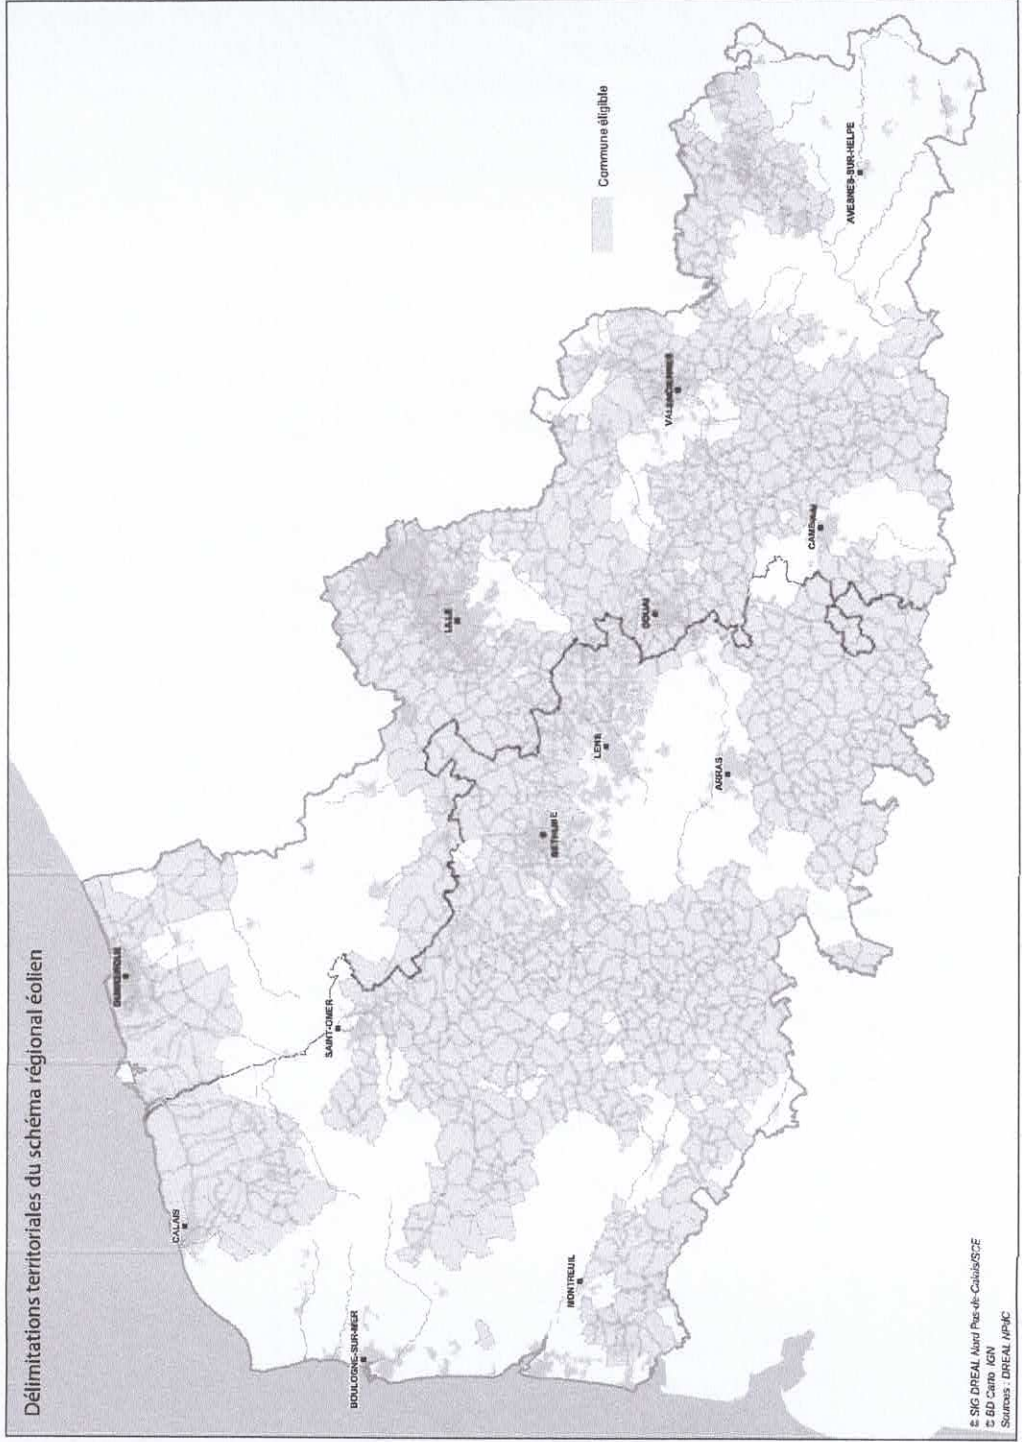 Délimitations territoriales du schéma régional éolien
DUNKERQUE
CALAIS
SAINT-OMER
BOULOGNE-SUR-MER
LILLE
BETHUNE
LENS
MONTREUIL
DOUAI
VALENCIENNES
ARRAS
CAMBRAI
AVESNES-SUR-HELPE
Commune éligible
© SIG DREAL Nord Pas-de-Calais/SCE
© BD Carto IGN
Sources : DREAL NPdC